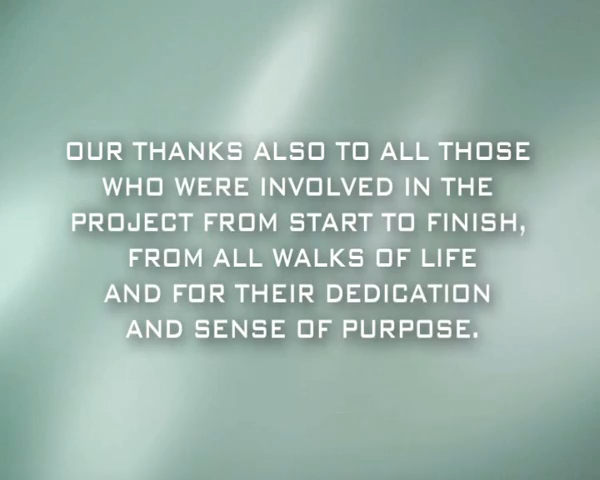 OUR THANKS ALSO TO ALL THOSE
WHO WERE INVOLVED IN THE
PROJECT FROM START TO FINISH,
FROM ALL WALKS OF LIFE
AND FOR THEIR DEDICATION
AND SENSE OF PURPOSE.